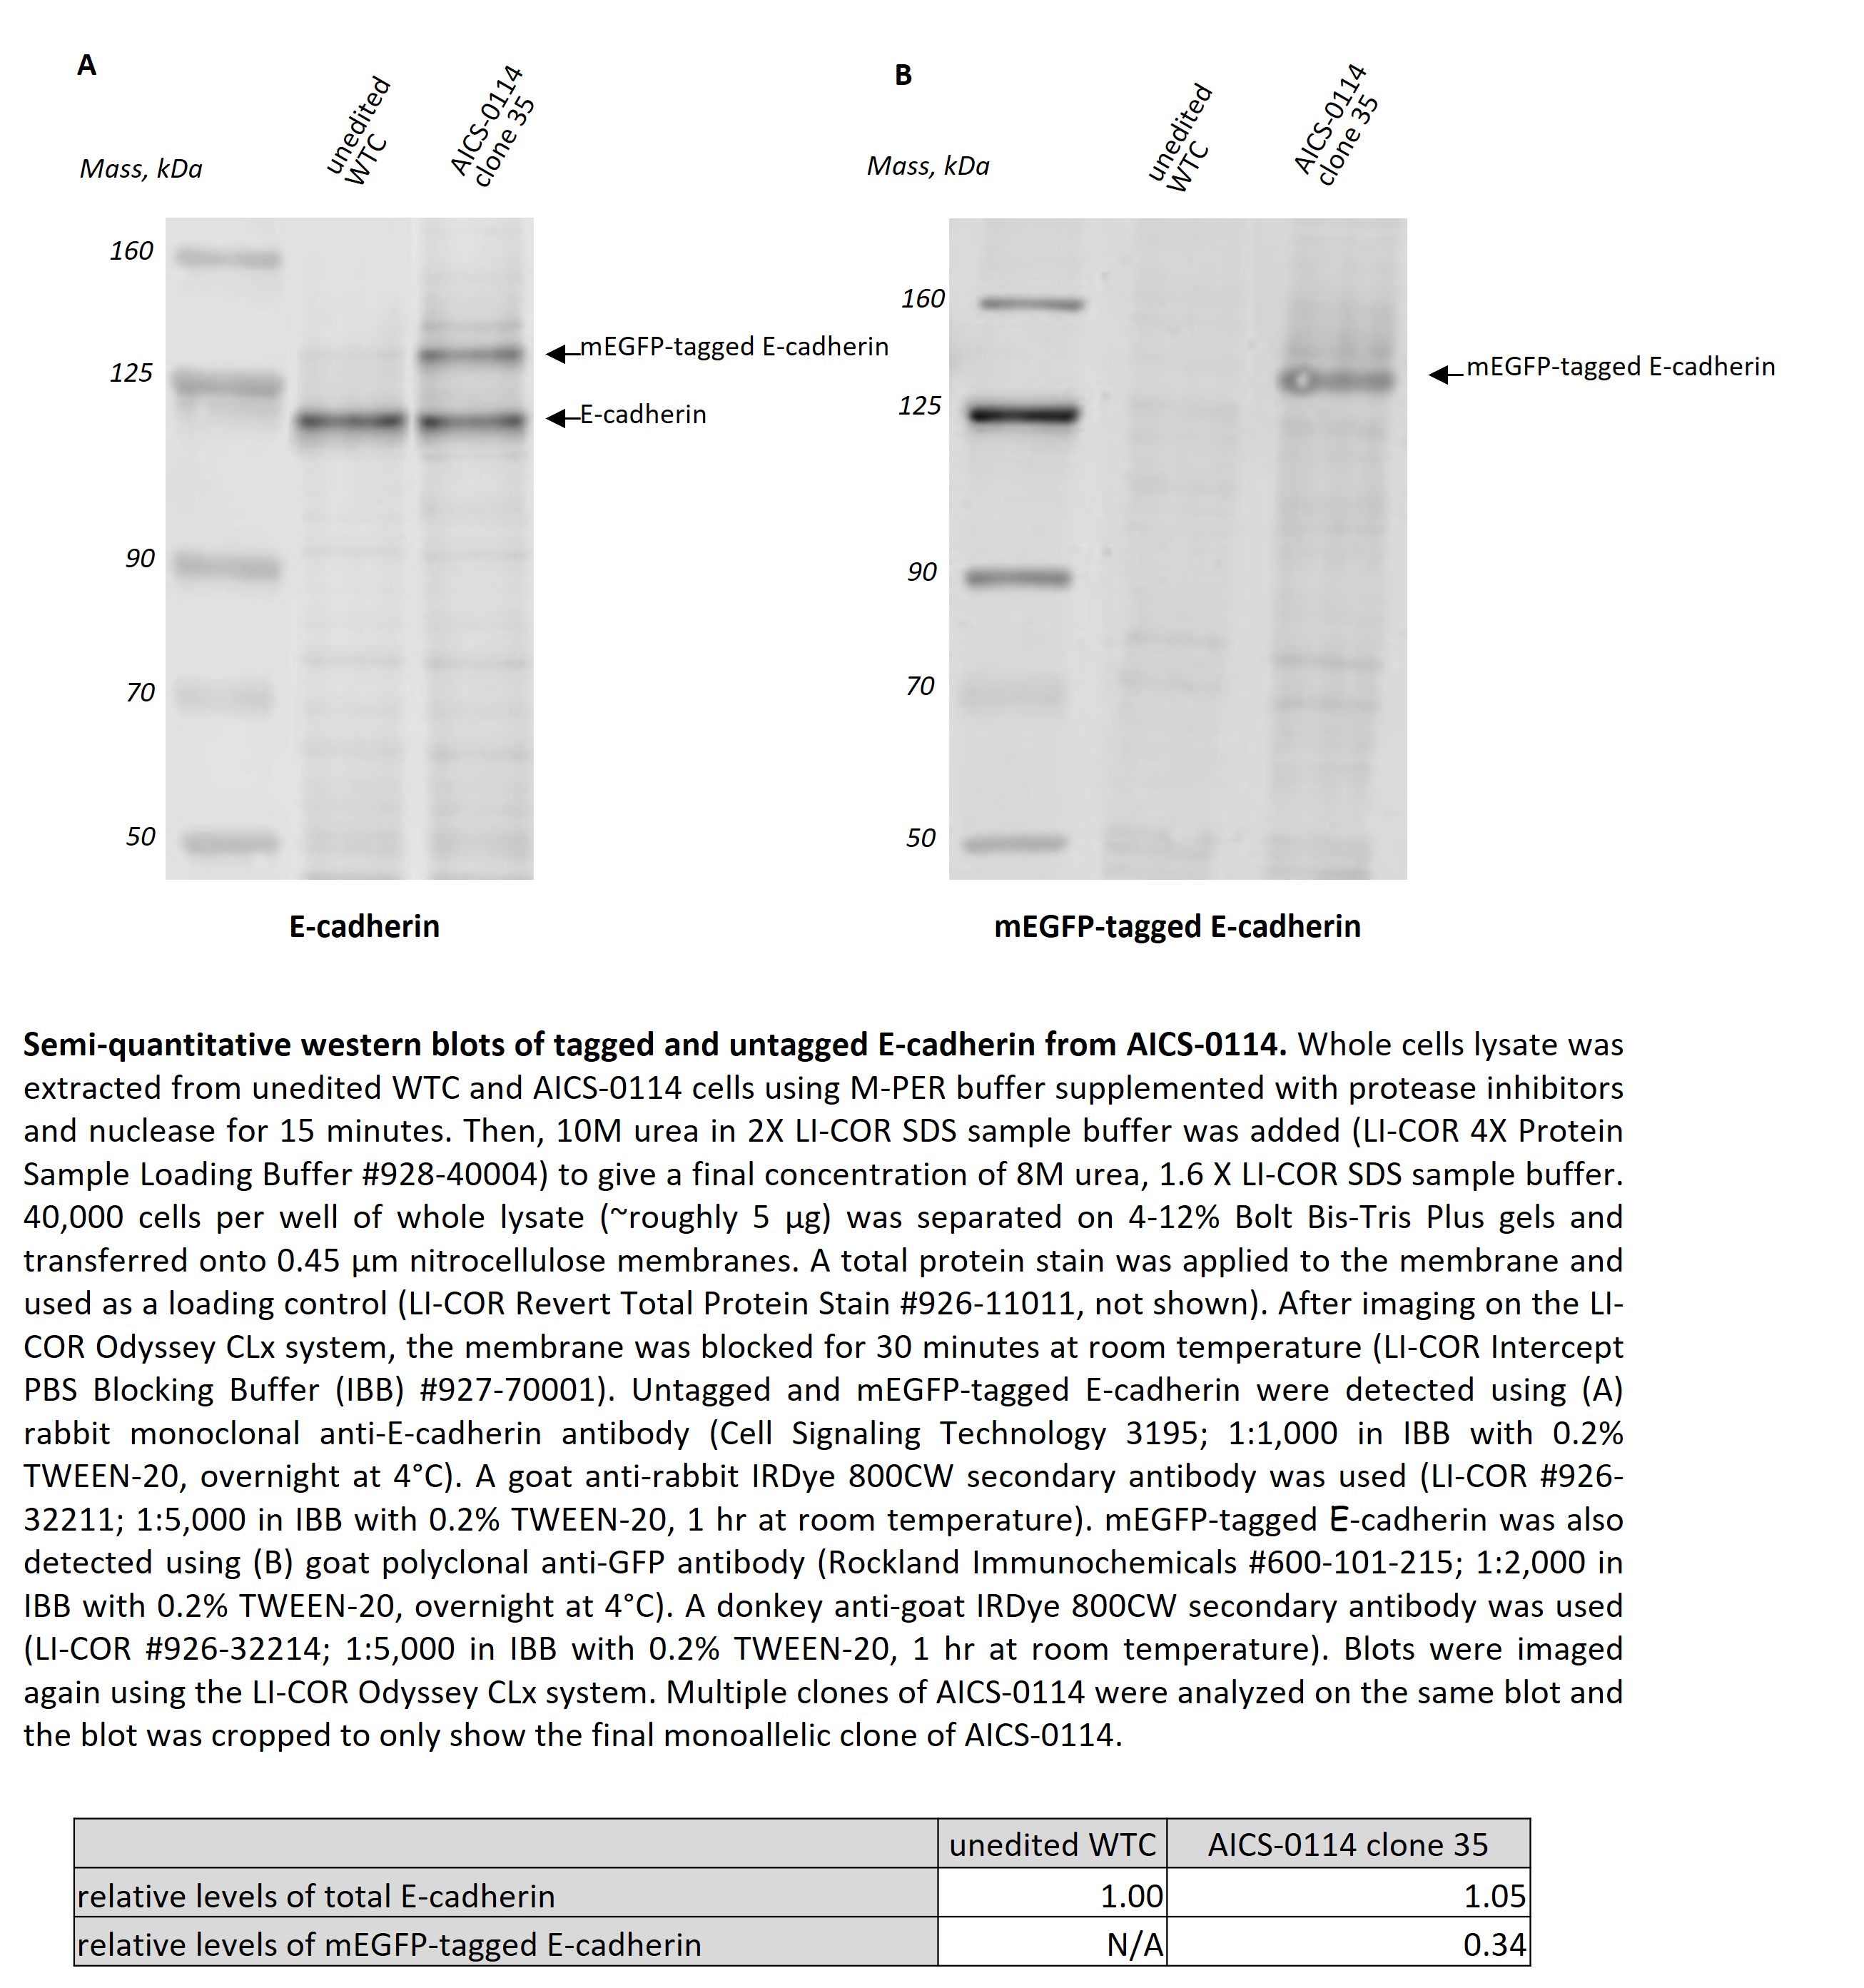 A
B
unedited
WTC
AICS-0114
clone 35
unedited
WTC
AICS-0114
clone 35
Mass, kDa
Mass, kDa
160
125
90
70
50
mEGFP-tagged E-cadherin
E-cadherin
160
125
90
70
50
mEGFP-tagged E-cadherin
E-cadherin
mEGFP-tagged E-cadherin
Semi-quantitative western blots of tagged and untagged E-cadherin from AICS-0114. Whole cells lysate was
extracted from unedited WTC and AICS-0114 cells using M-PER buffer supplemented with protease inhibitors
and nuclease for 15 minutes. Then, 10M urea in 2X LI-COR SDS sample buffer was added (LI-COR 4X Protein
Sample Loading Buffer #928-40004) to give a final concentration of 8M urea, 1.6 X LI-COR SDS sample buffer.
40,000 cells per well of whole lysate (~roughly 5 µg) was separated on 4-12% Bolt Bis-Tris Plus gels and
transferred onto 0.45 µm nitrocellulose membranes. A total protein stain was applied to the membrane and
used as a loading control (LI-COR Revert Total Protein Stain #926-11011, not shown). After imaging on the LI-
COR Odyssey CLx system, the membrane was blocked for 30 minutes at room temperature (LI-COR Intercept
PBS Blocking Buffer (IBB) #927-70001). Untagged and mEGFP-tagged E-cadherin were detected using (A)
rabbit monoclonal anti-E-cadherin antibody (Cell Signaling Technology 3195; 1:1,000 in IBB with 0.2%
TWEEN-20, overnight at 4°C). A goat anti-rabbit IRDye 800CW secondary antibody was used (LI-COR #926-
32211; 1:5,000 in IBB with 0.2% TWEEN-20, 1 hr at room temperature). mEGFP-tagged E-cadherin was also
detected using (B) goat polyclonal anti-GFP antibody (Rockland Immunochemicals #600-101-215; 1:2,000 in
IBB with 0.2% TWEEN-20, overnight at 4°C). A donkey anti-goat IRDye 800CW secondary antibody was used
(LI-COR #926-32214; 1:5,000 in IBB with 0.2% TWEEN-20, 1 hr at room temperature). Blots were imaged
again using the LI-COR Odyssey CLx system. Multiple clones of AICS-0114 were analyzed on the same blot and
the blot was cropped to only show the final monoallelic clone of AICS-0114.
unedited WTC AICS-0114 clone 35
relative levels of total E-cadherin 1.00 1.05
relative levels of mEGFP-tagged E-cadherin N/A 0.34